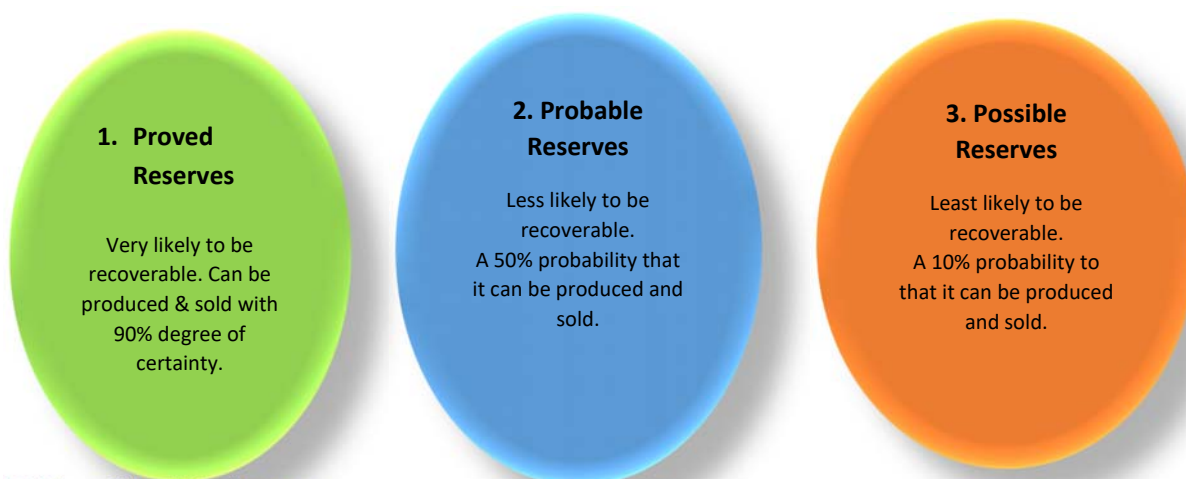 1. Proved
Reserves
Very likely to be
recoverable. Can be
produced & sold with
90% degree of
certainty.
2. Probable
Reserves
Less likely to be
recoverable.
A 50% probability that
it can be produced and
sold.
3. Possible
Reserves
Least likely to be
recoverable.
A 10% probability to
that it can be produced
and sold.